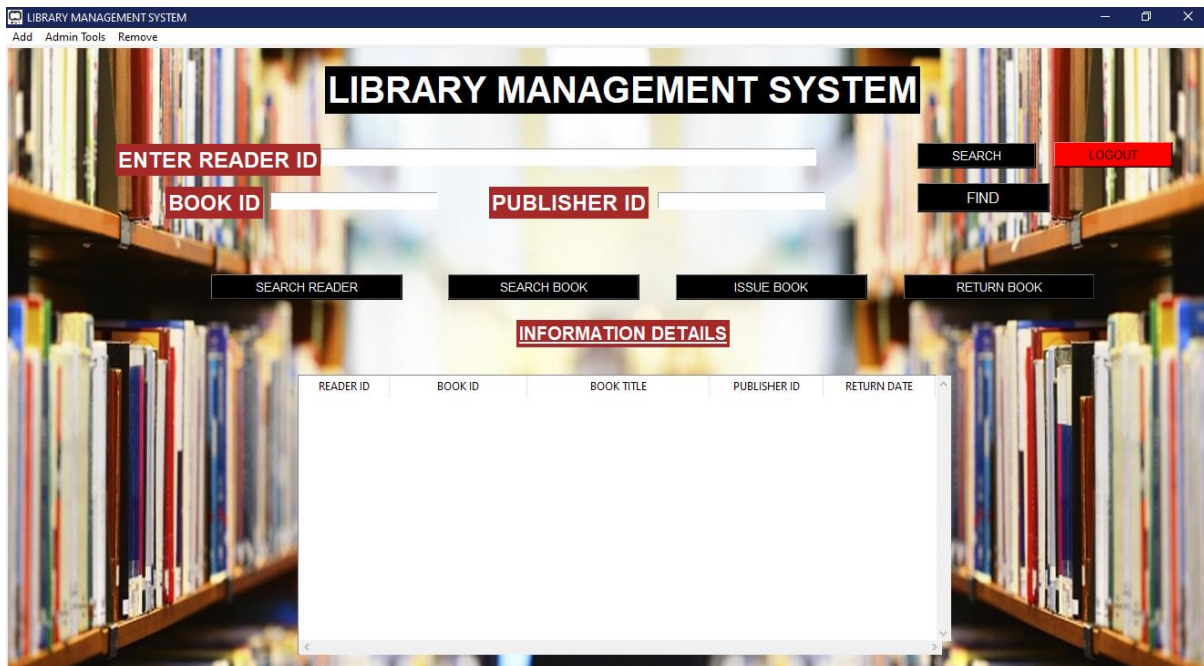 LIBRARY MANAGEMENT SYSTEM
Add Admin Tools Remove
LIBRARY MANAGEMENT SYSTEM
ENTER READER ID SEARCH LOGOUT
BOOK ID PUBLISHER ID FIND
SEARCH READER SEARCH BOOK ISSUE BOOK RETURN BOOK
INFORMATION DETAILS
READER ID BOOK ID BOOK TITLE PUBLISHER ID RETURN DATE